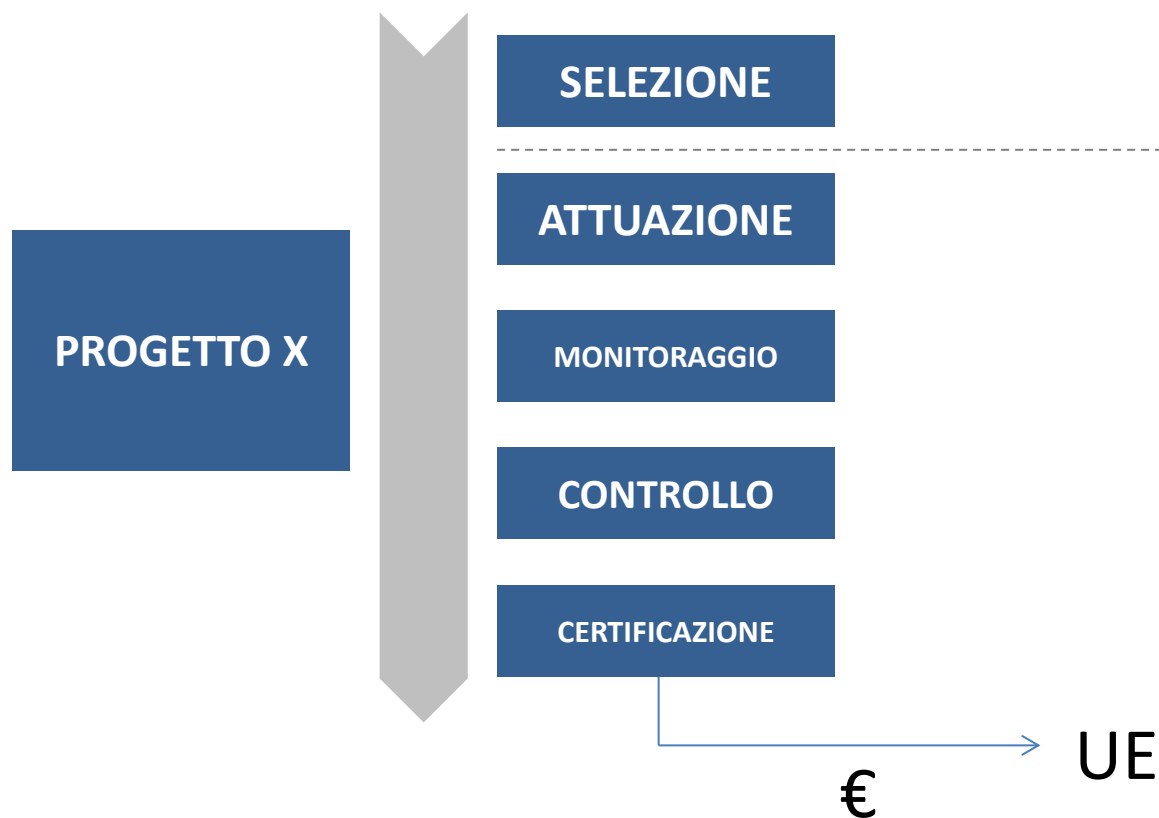 SELEZIONE
ATTUAZIONE
PROGETTO X
MONITORAGGIO
CONTROLLO
CERTIFICAZIONE
UE
€